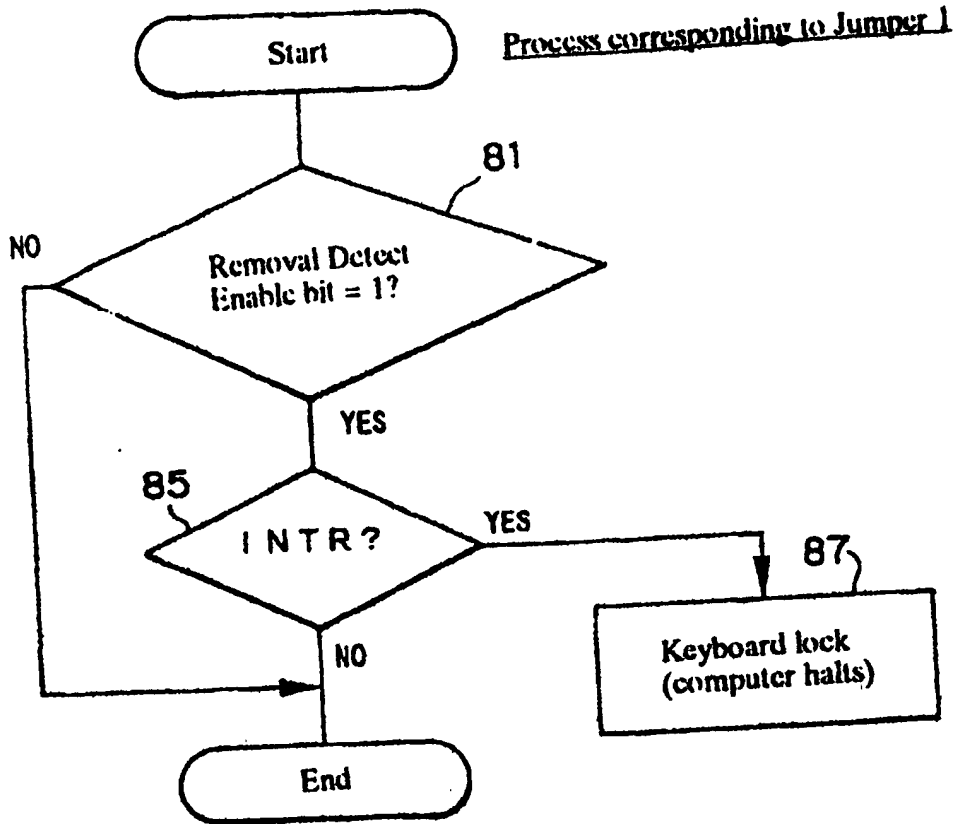 Process corresponding to Jumper 1
Start
81
NO
Removal Detect
Enable bit = 1?
YES
85
INTR?
YES
87
NO
Keyboard lock
(computer halts)
End